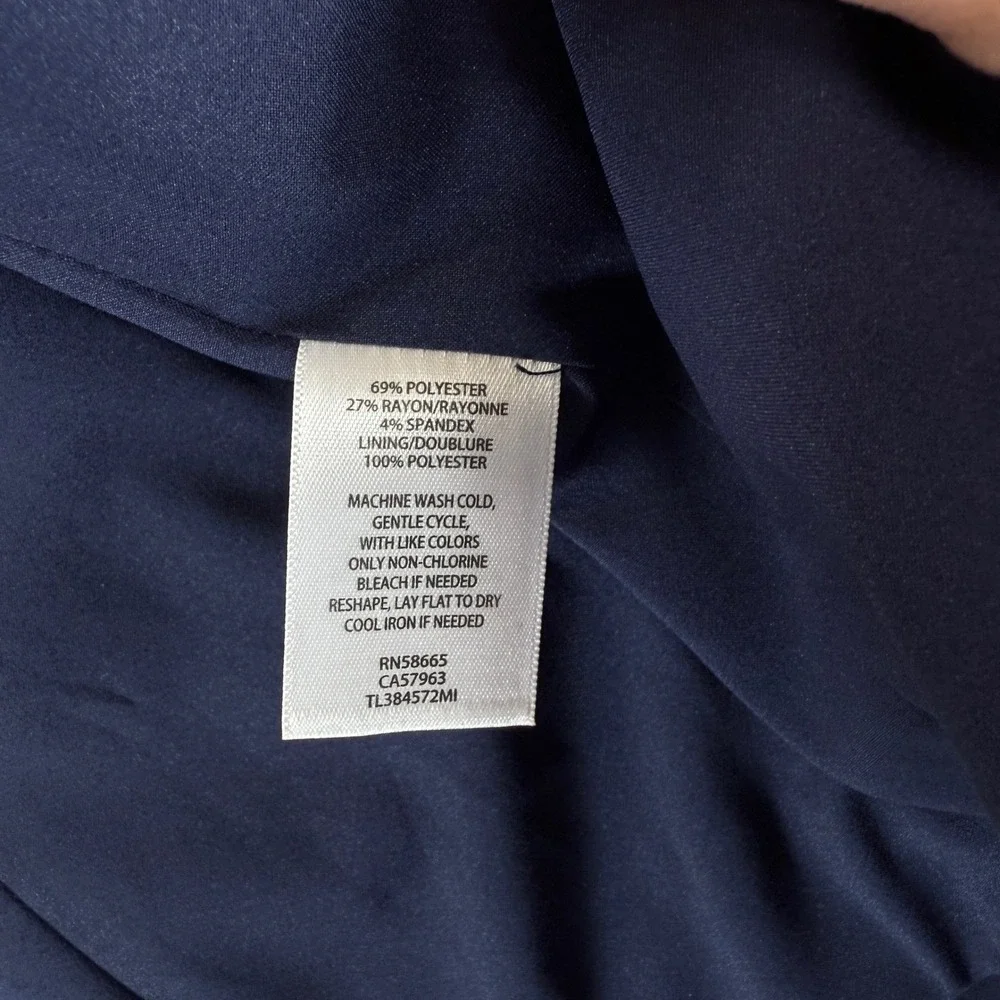 69% POLYESTER
27% RAYON/RAYONNE
4% SPANDEX
LINING/DOUBLURE
100% POLYESTER
MACHINE WASH COLD,
GENTLE CYCLE,
WITH LIKE COLORS
ONLY NON-CHLORINE
BLEACH IF NEEDED
RESHAPE, LAY FLAT TO DRY
COOL IRON IF NEEDED
RN58665
CA57963
TL384572MI